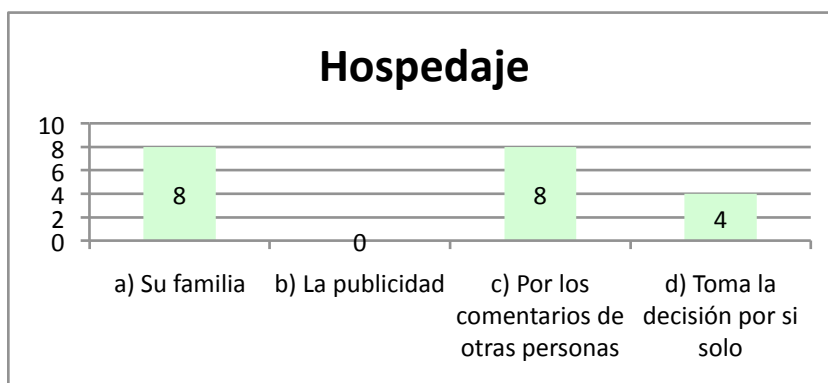 Hospedaje
10
8
6
4
2
0
8
0
8
4
a) Su familia
b) La publicidad
c) Por los
comentarios de
otras personas
d) Toma la
decisión por si
solo